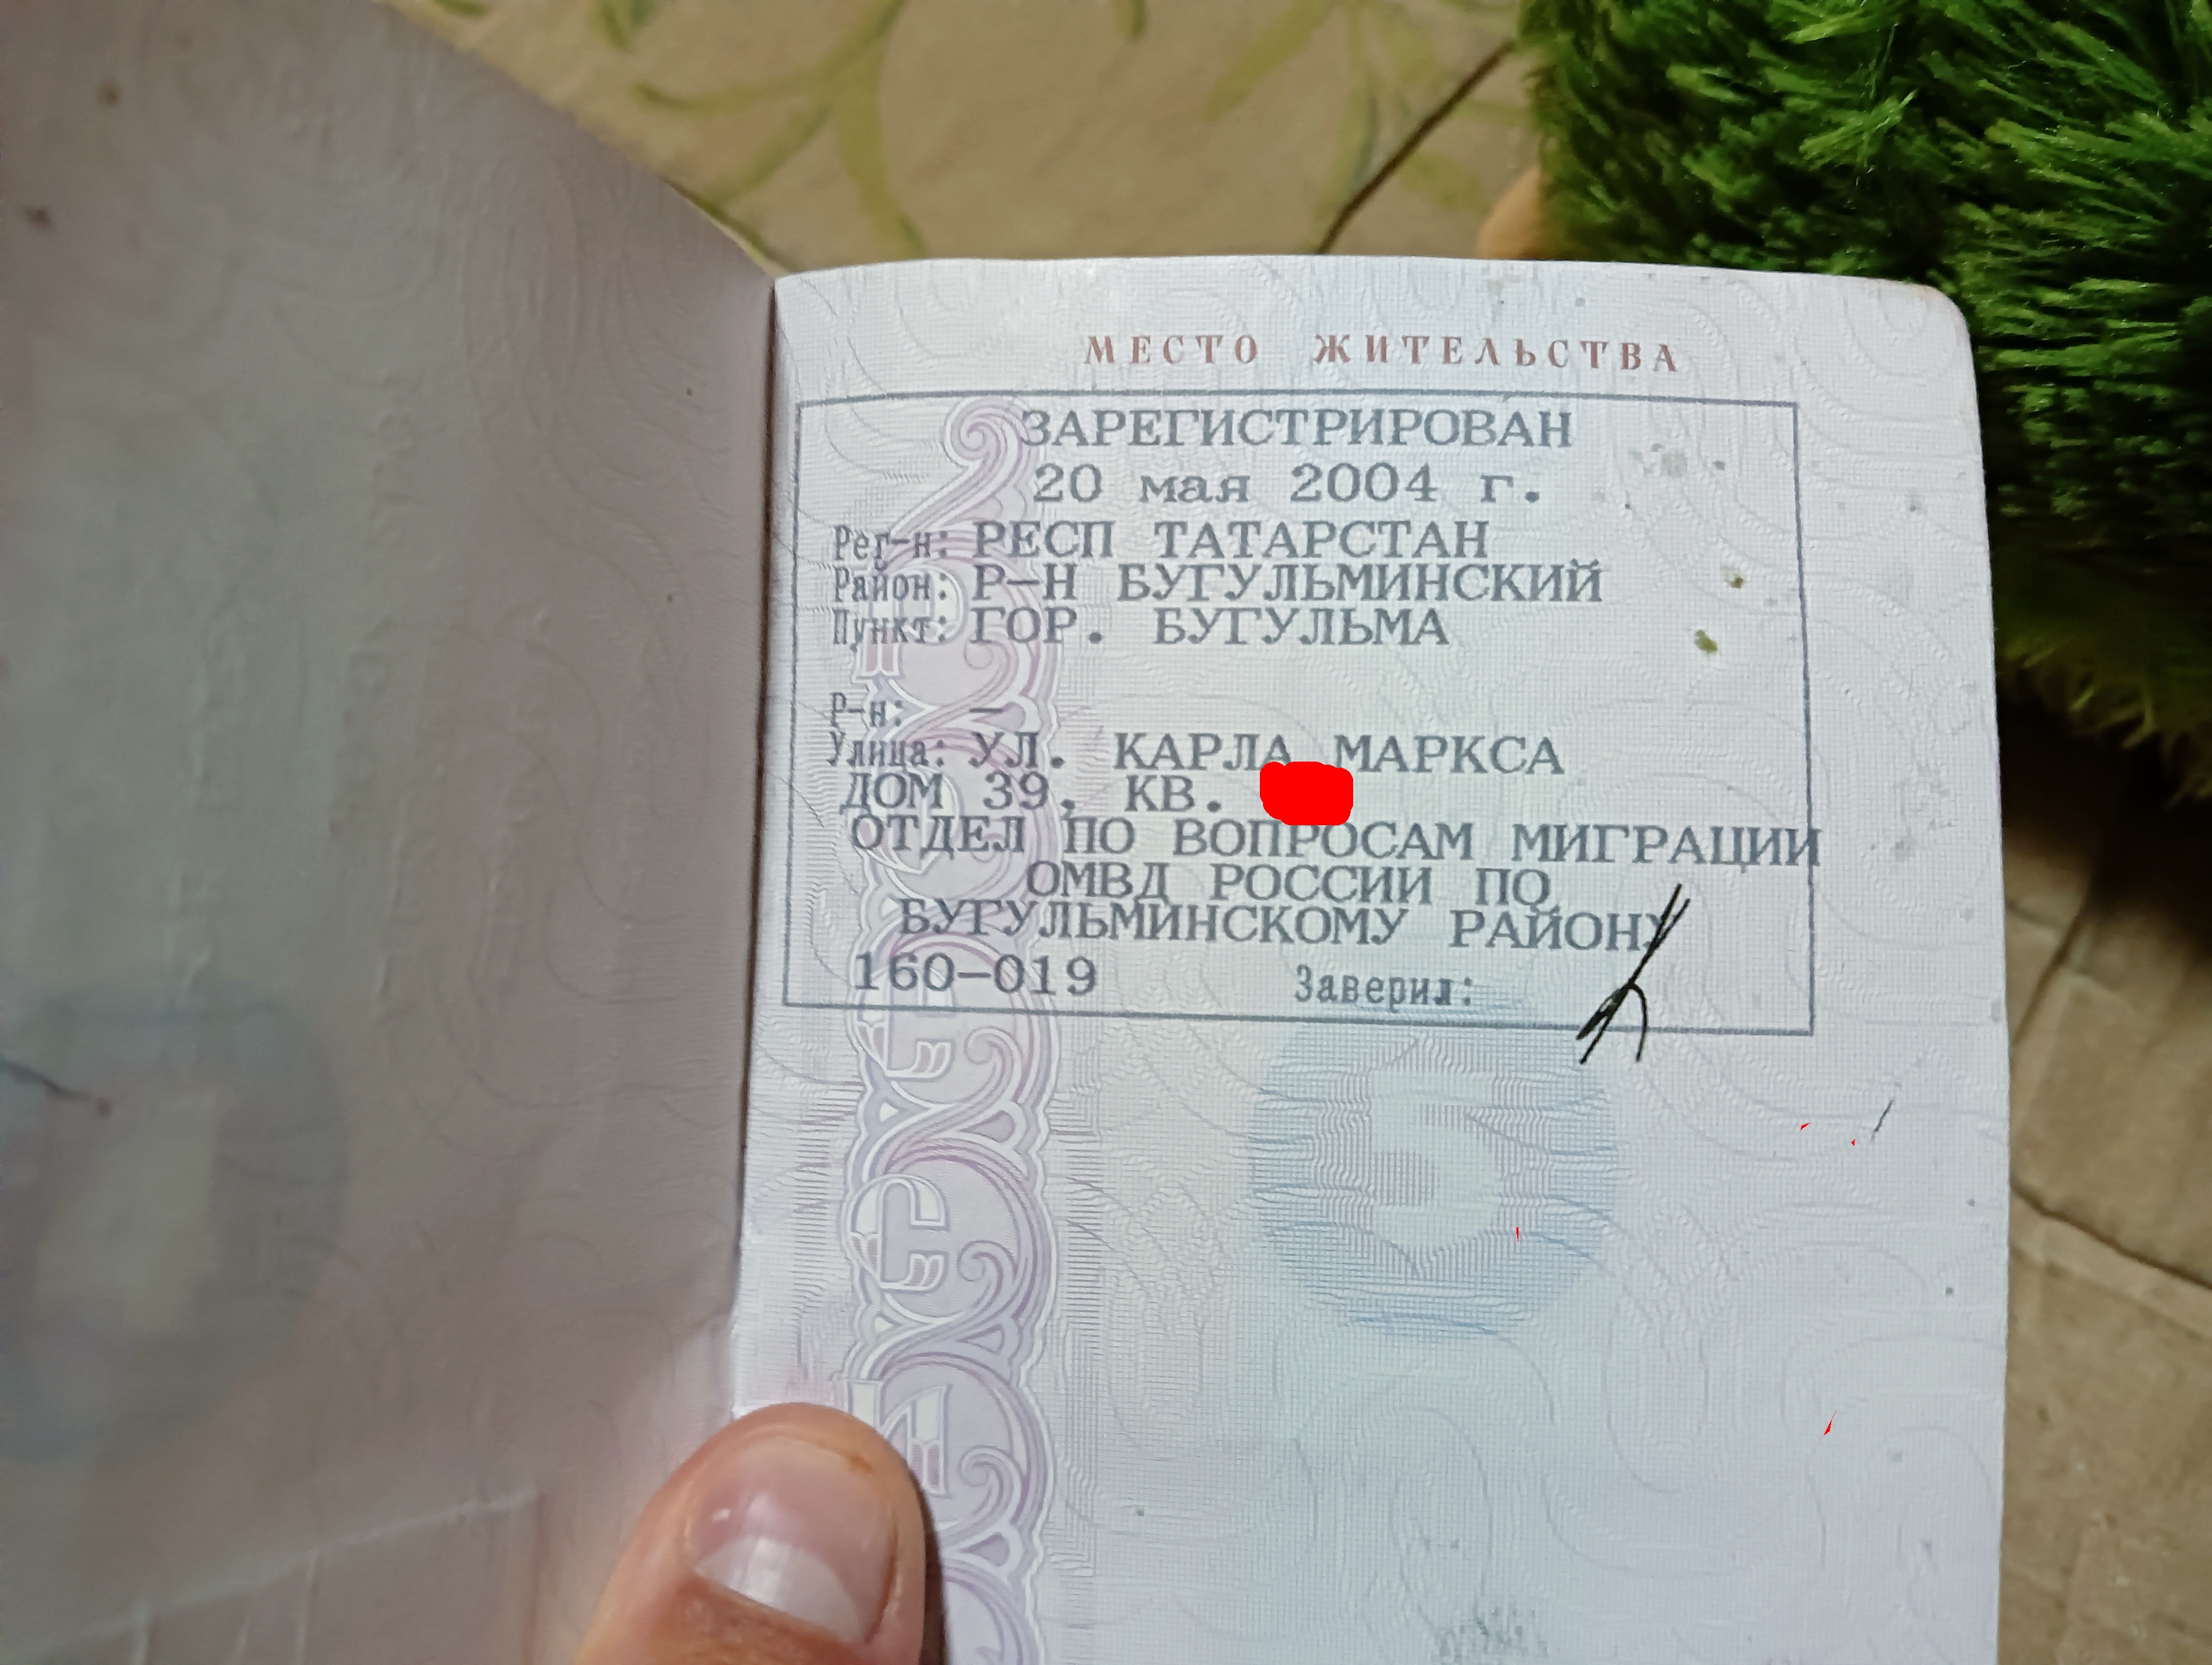 МЕСТО ЖИТЕЛЬСТВА
ЗАРЕГИСТРИРОВАН
20 мая 2004 г.
Рег-н: РЕСП ТАТАРСТАН
Район: Р-Н БУГУЛЬМИНСКИЙ
Пункт: ГОР. БУГУЛЬМА
Р-н: —
Улица: УЛ. КАРЛА МАРКСА
ДОМ 39, КВ.
ОТДЕЛ ПО ВОПРОСАМ МИГРАЦИИ
ОМВД РОССИИ ПО
БУГУЛЬМИНСКОМУ РАЙОНУ
160-019 Заверил:
5